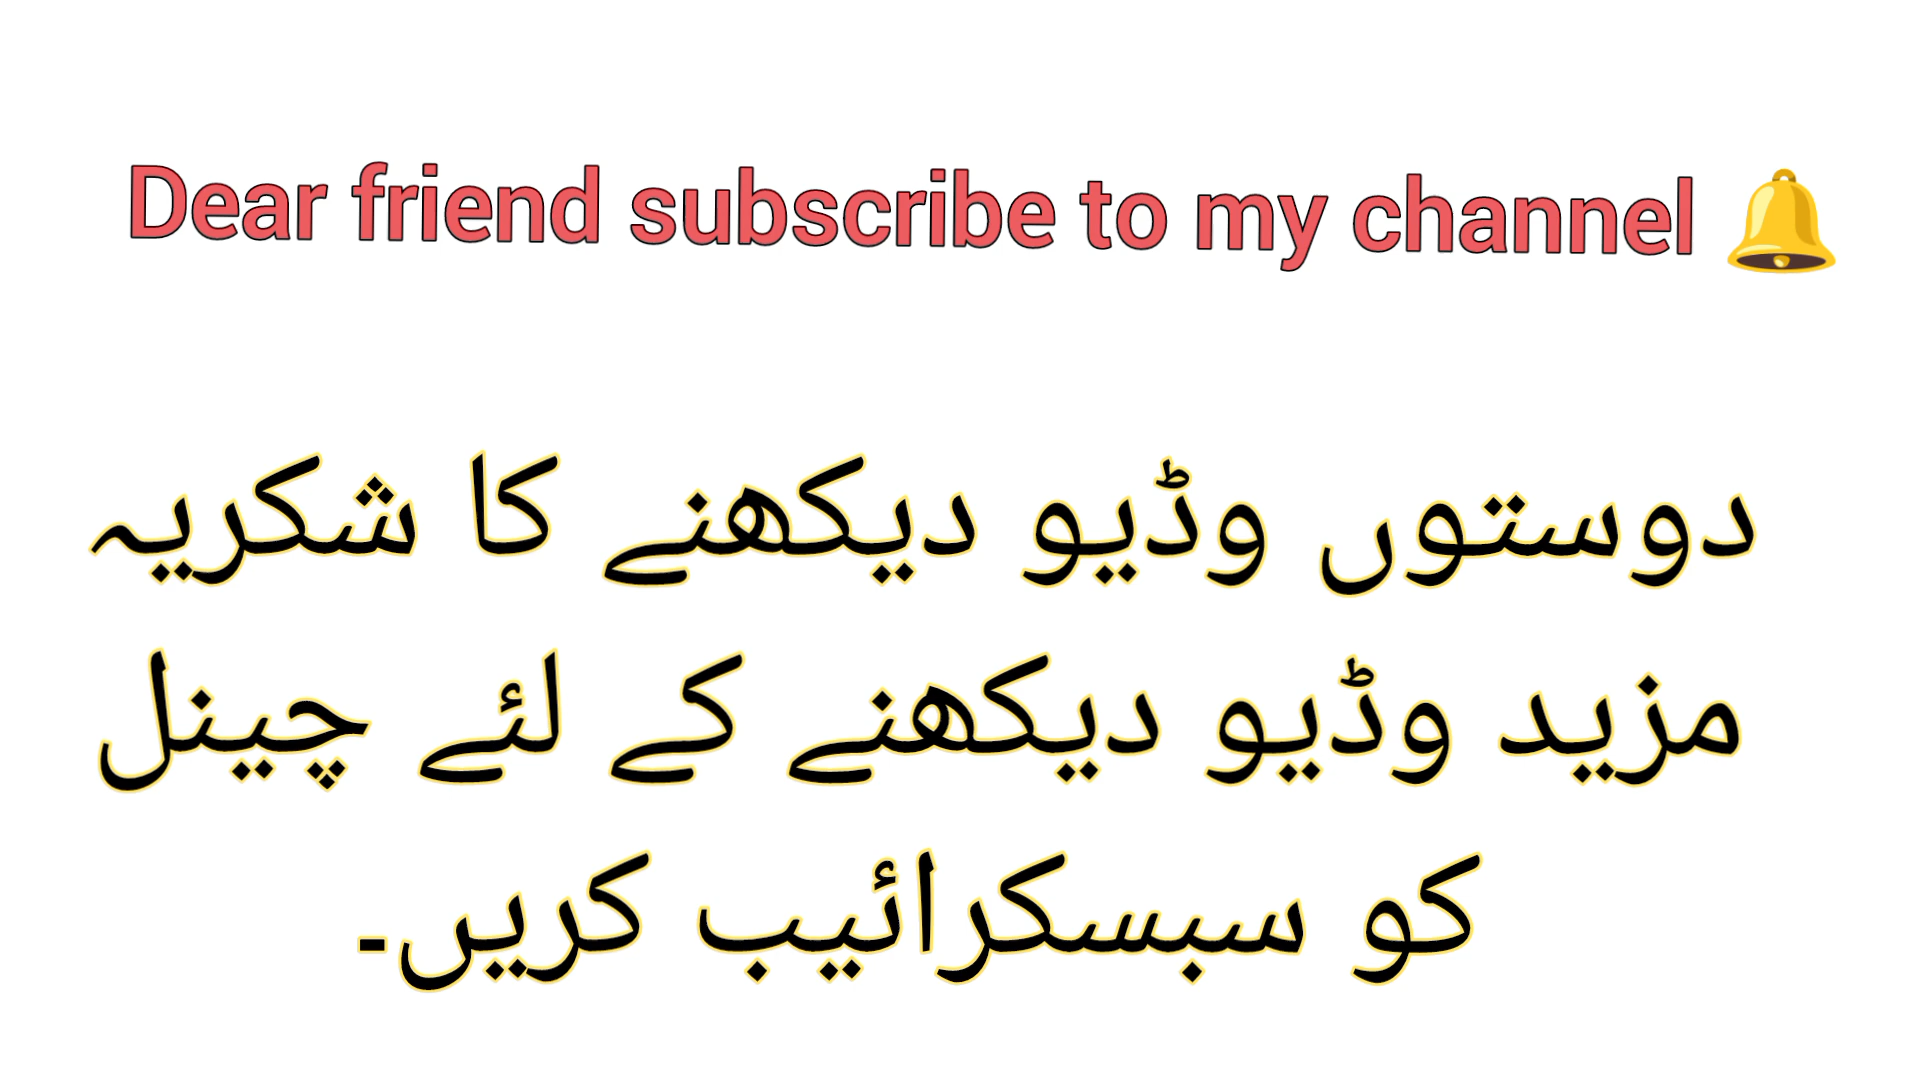 Dear friend subscribe to my channel 🔔
دوستوں وڈیو دیکھنے کا شکریہ
مزید وڈیو دیکھنے کے لئے چینل
کو سبسکرائیب کریں۔